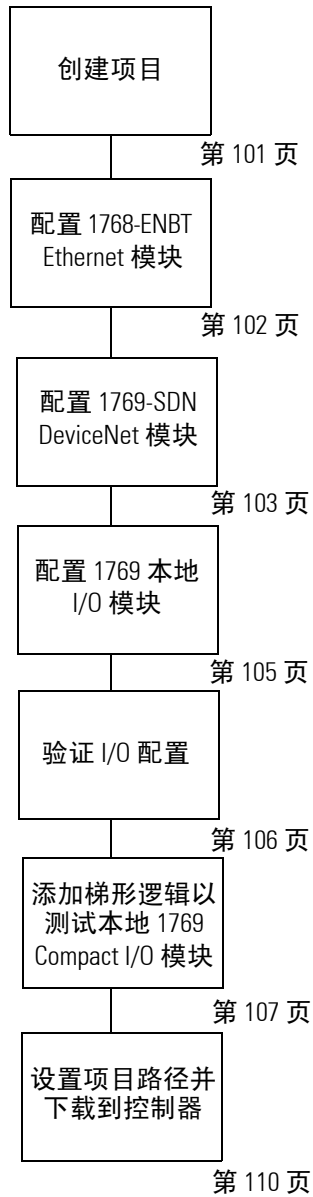 创建项目
第 101 页
配置 1768-ENBT
Ethernet 模块
第 102 页
配置 1769-SDN
DeviceNet 模块
第 103 页
配置 1769 本地
I/O 模块
第 105 页
验证 I/O 配置
第 106 页
添加梯形逻辑以
测试本地 1769
Compact I/O 模块
第 107 页
设置项目路径并
下载到控制器
第 110 页